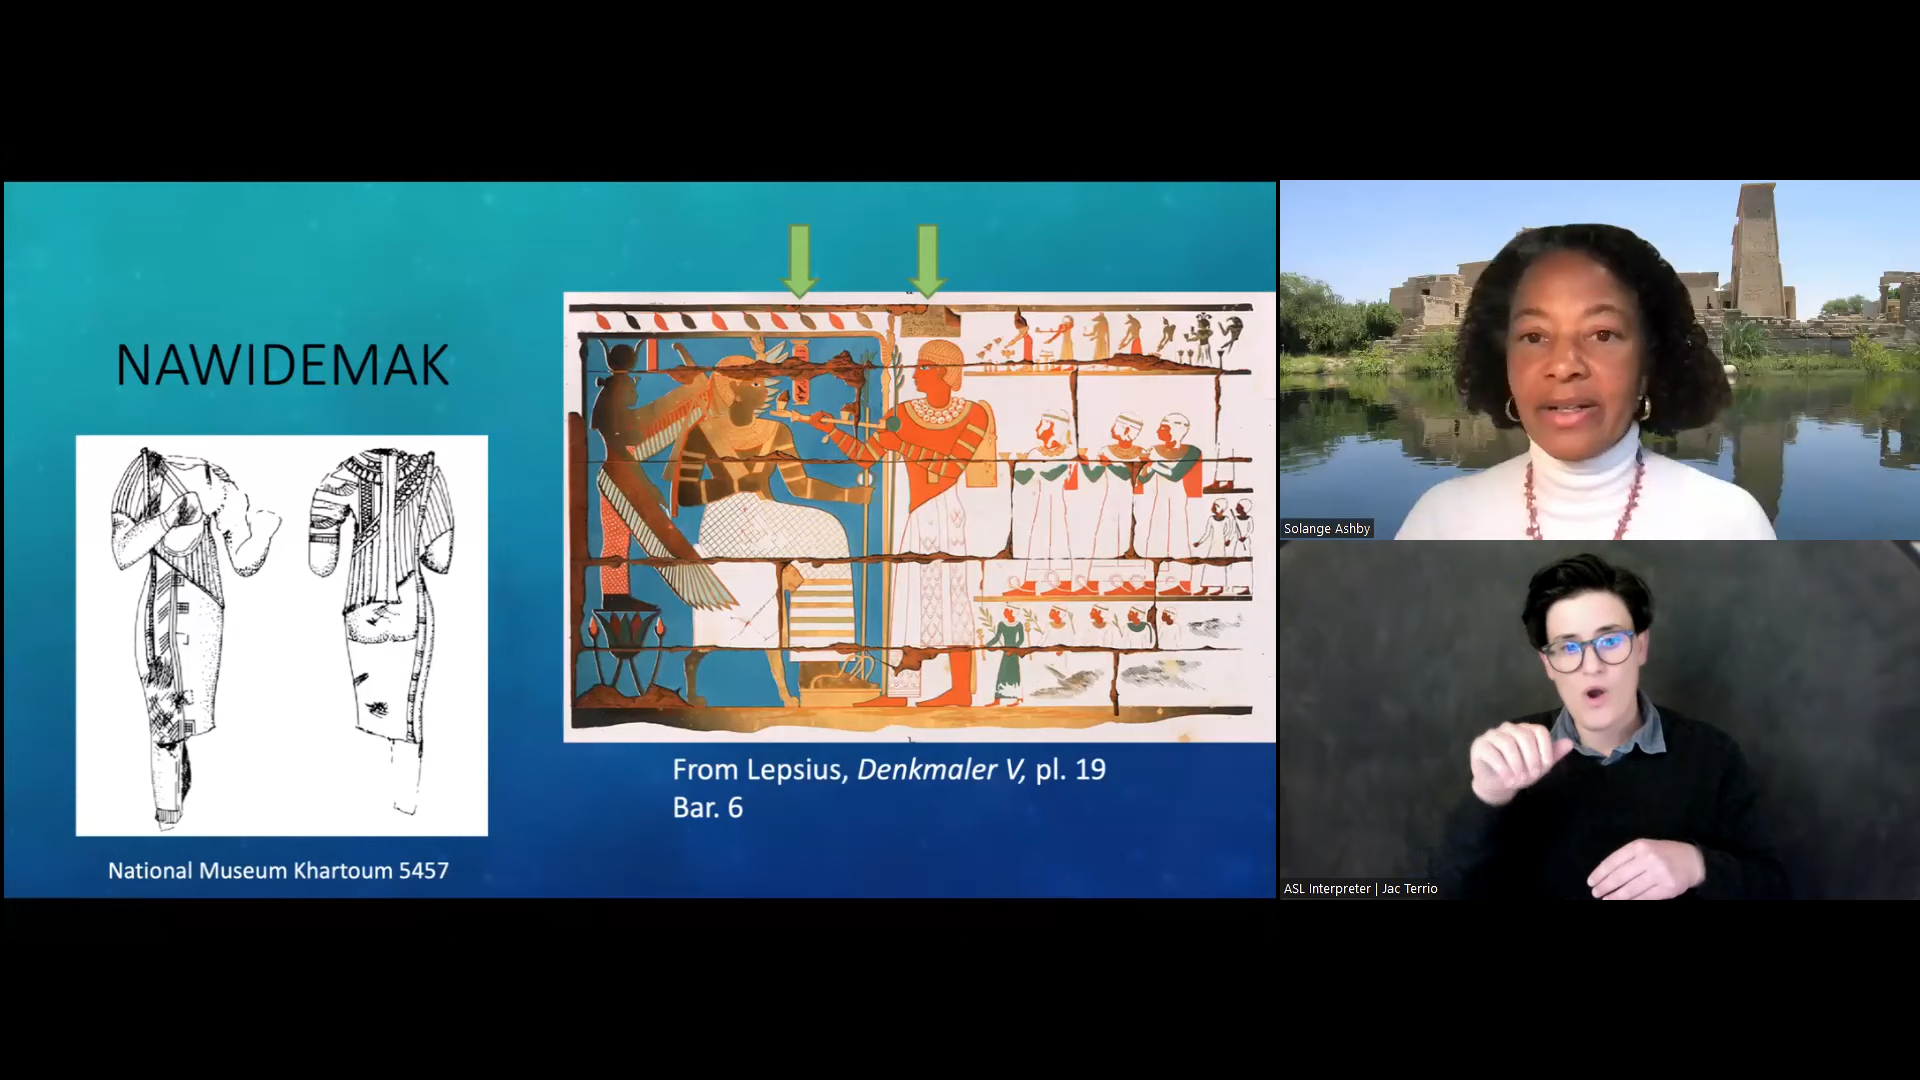 NAWIDEMAK
National Museum Khartoum 5457
From Lepsius, Denkmaler V, pl. 19
Bar. 6
Solange Ashby
ASL Interpreter | Jac Terrio